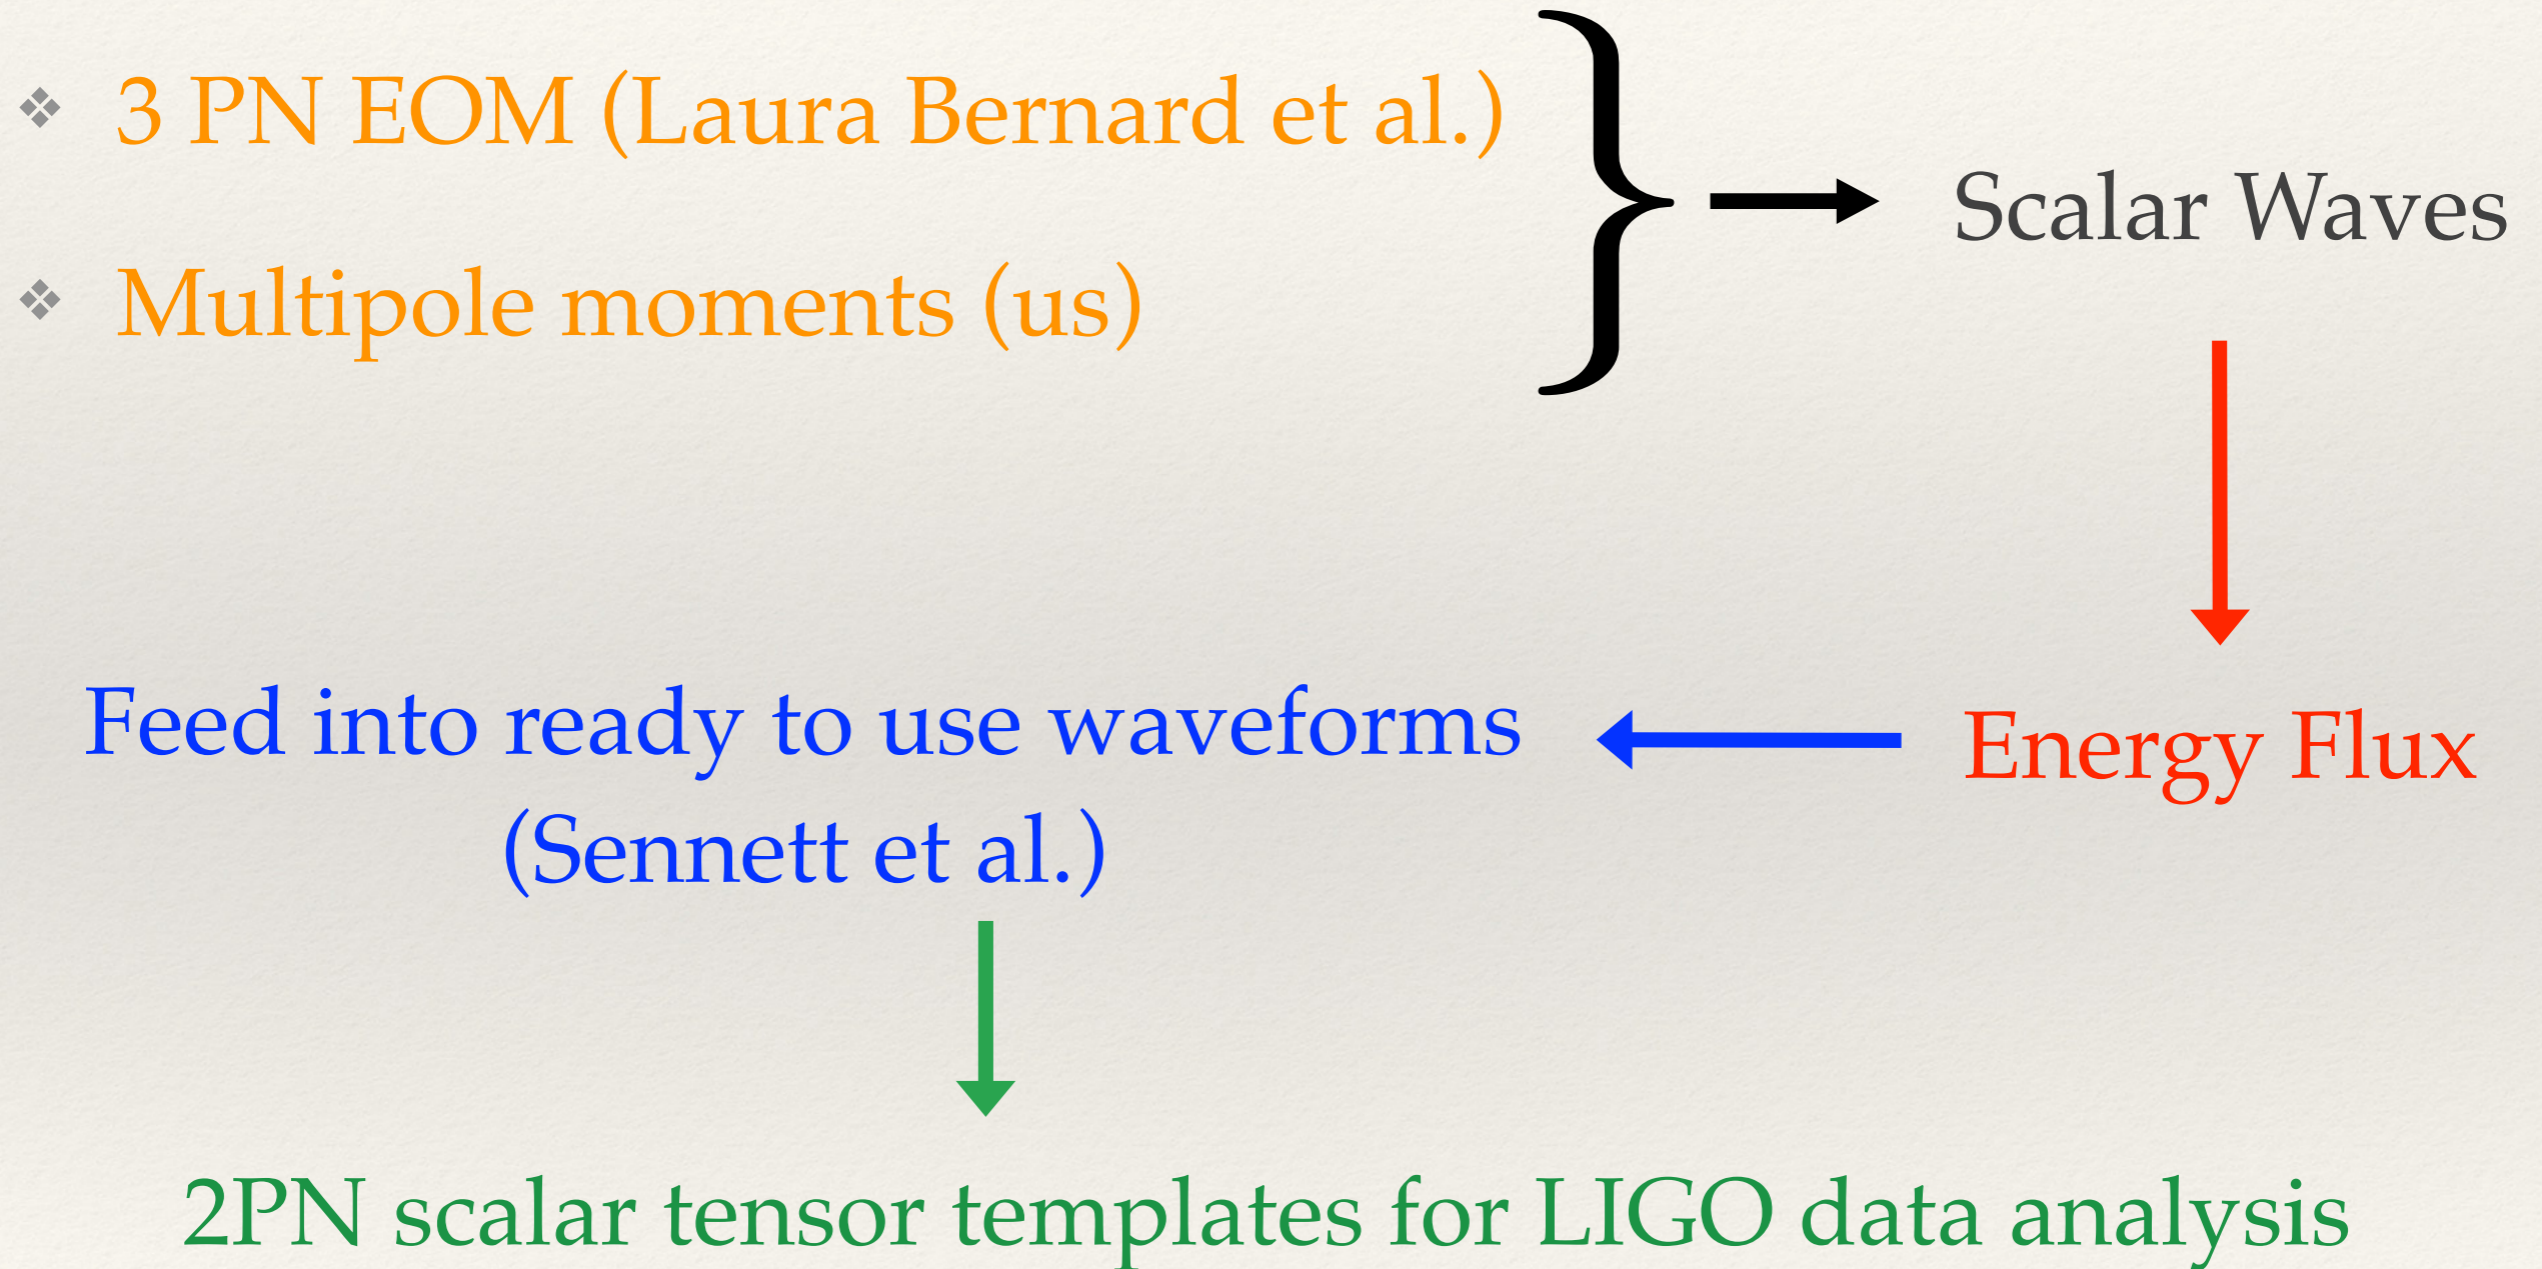 3 PN EOM (Laura Bernard et al.)
Multipole moments (us)
Scalar Waves
Energy Flux
Feed into ready to use waveforms
(Sennett et al.)
2PN scalar tensor templates for LIGO data analysis